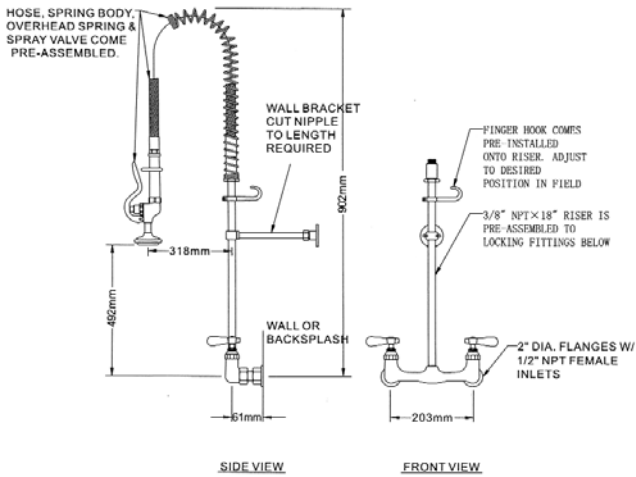 HOSE, SPRING BODY,
OVERHEAD SPRING &
SPRAY VALVE COME
PRE-ASSEMBLED.
WALL BRACKET
CUT NIPPLE
TO LENGTH
REQUIRED
902mm
318mm
492mm
WALL OR
BACKSPLASH
61mm
SIDE VIEW
FINGER HOOK COMES
PRE-INSTALLED
ONTO RISER. ADJUST
TO DESIRED
POSITION IN FIELD
3/8" NPT×18" RISER IS
PRE-ASSEMBLED TO
LOCKING FITTINGS BELOW
2" DIA. FLANGES W/
1/2" NPT FEMALE
INLETS
203mm
FRONT VIEW